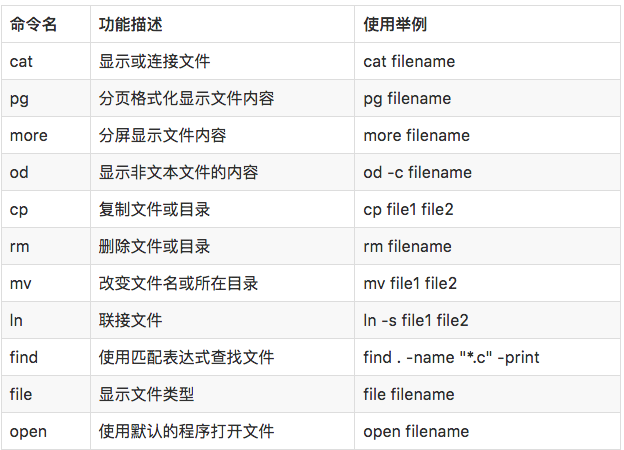 命令名 功能描述 使用举例
cat 显示或连接文件 cat filename
pg 分页格式化显示文件内容 pg filename
more 分屏显示文件内容 more filename
od 显示非文本文件的内容 od -c filename
cp 复制文件或目录 cp file1 file2
rm 删除文件或目录 rm filename
mv 改变文件名或所在目录 mv file1 file2
ln 联接文件 ln -s file1 file2
find 使用匹配表达式查找文件 find . -name "*.c" -print
file 显示文件类型 file filename
open 使用默认的程序打开文件 open filename